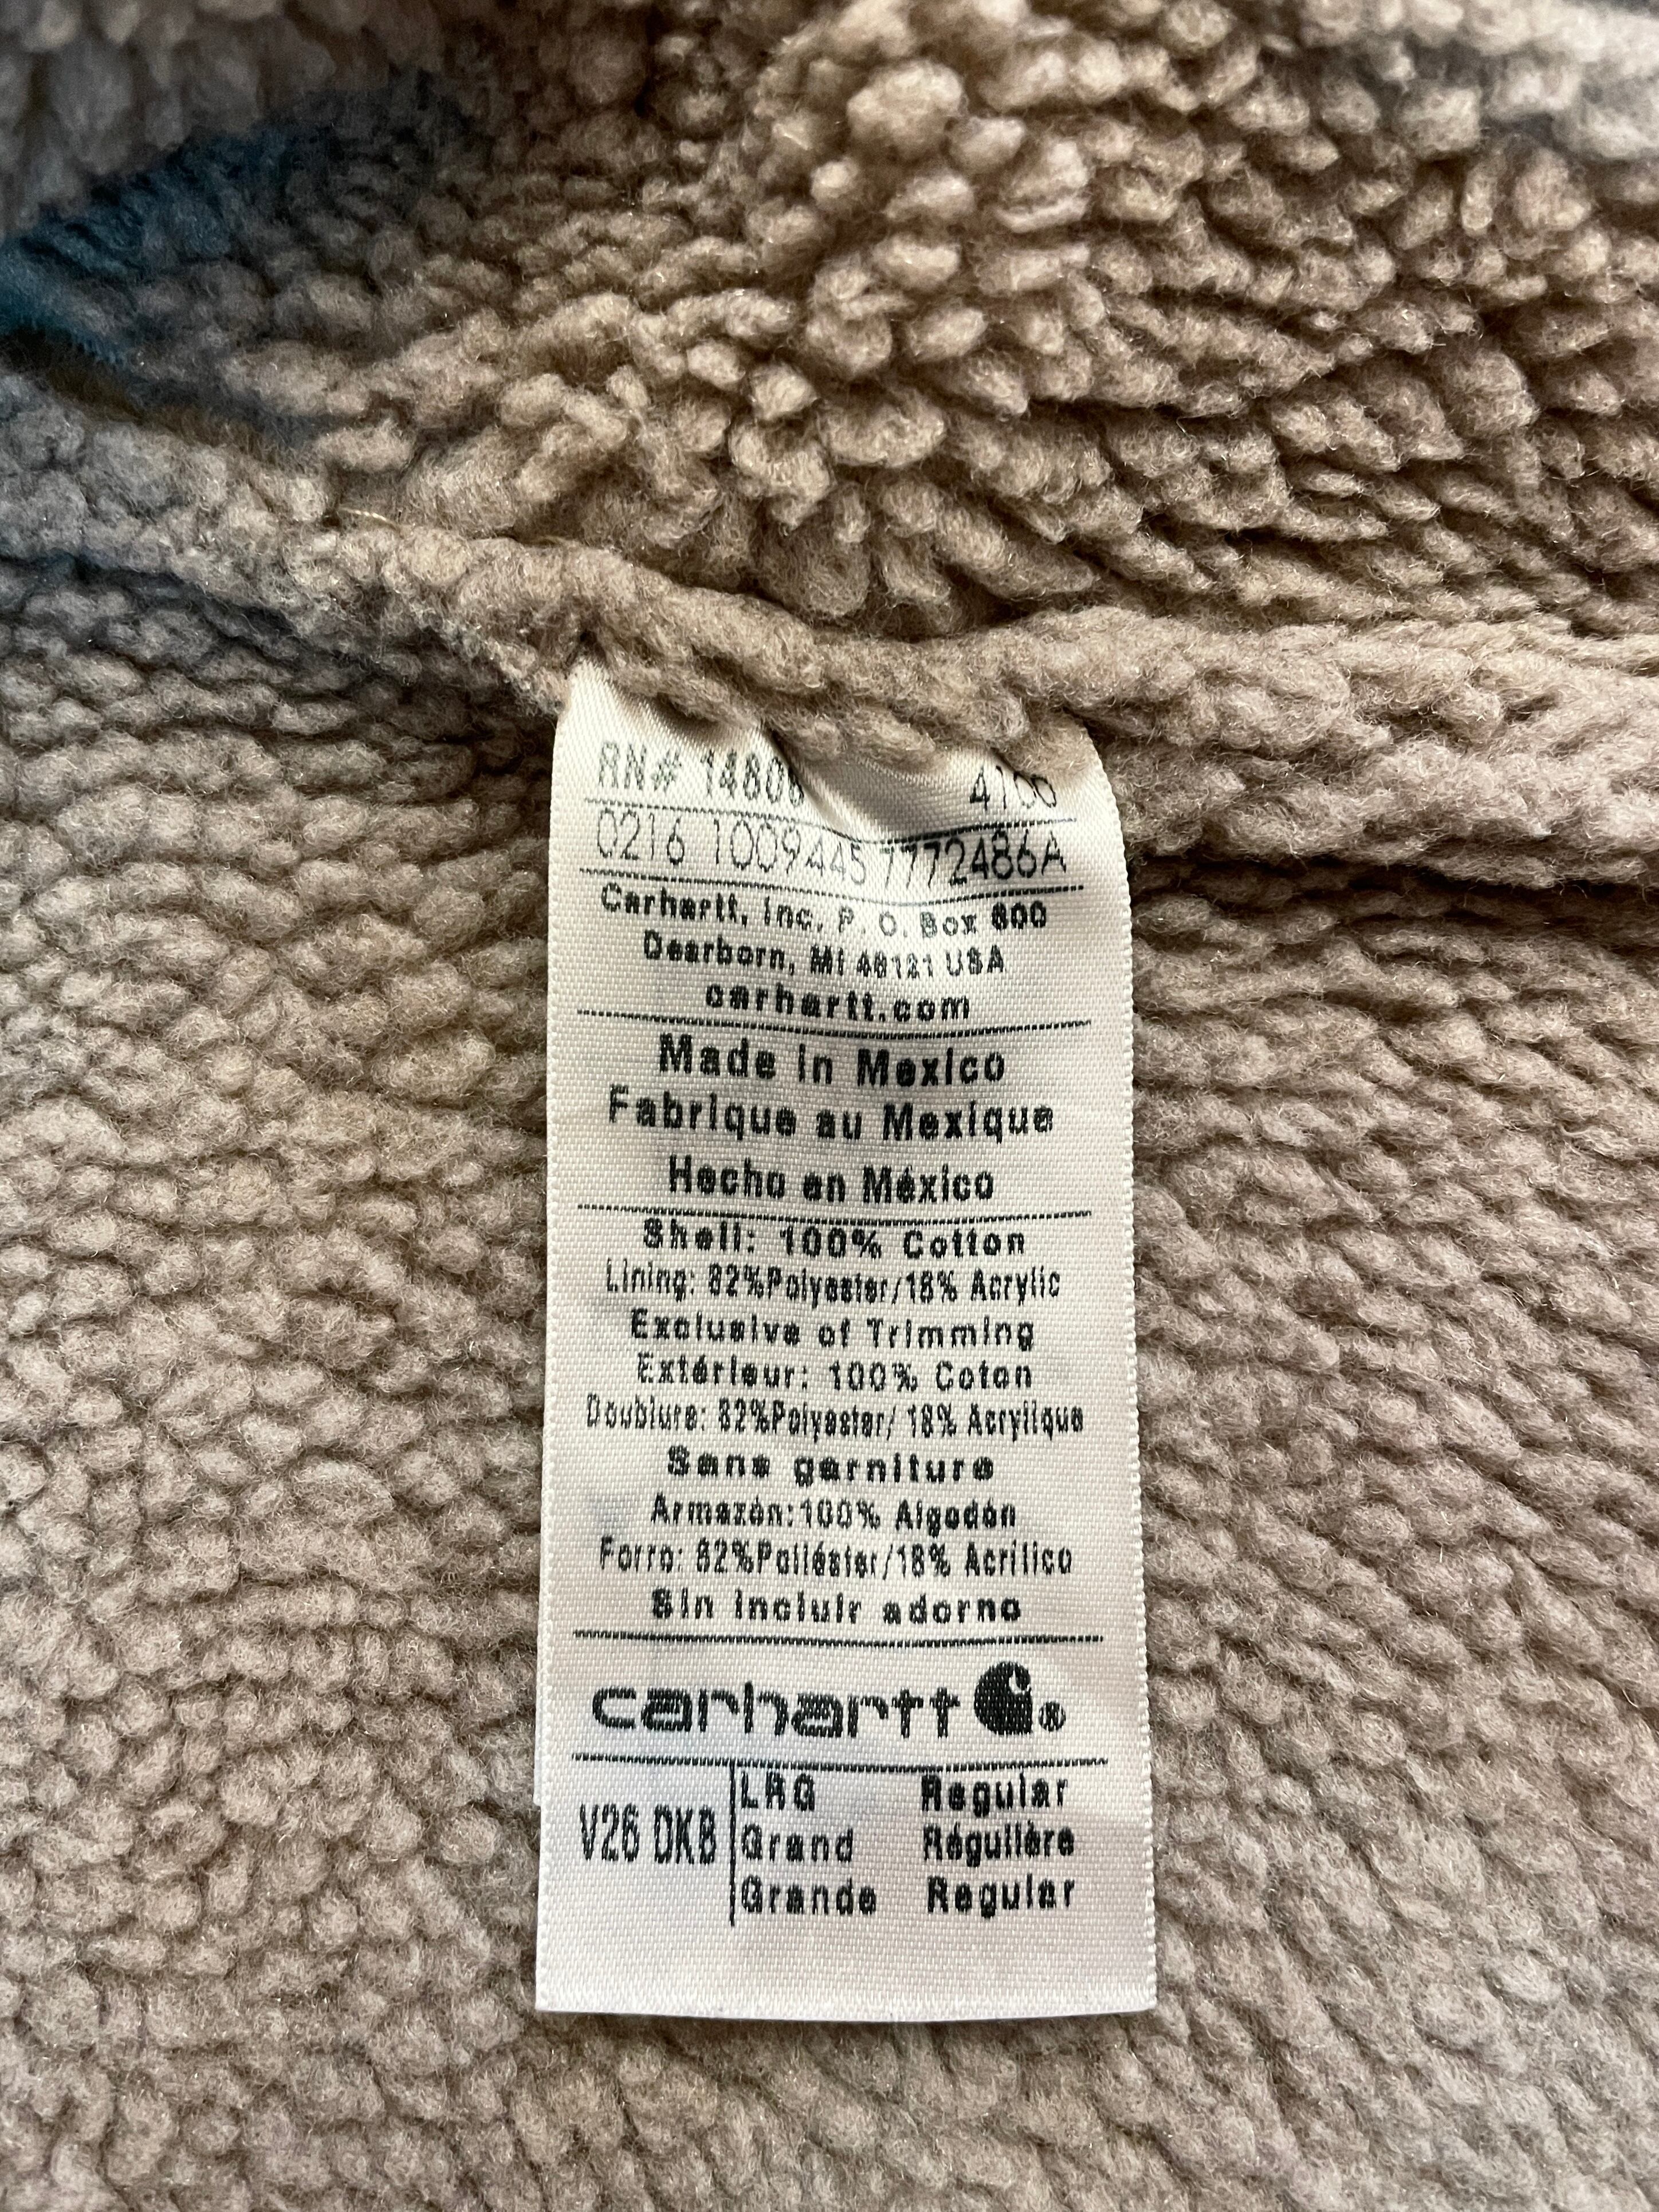 RN# 14806 4100
0216 1009445 7772486A
Carhartt, Inc. P. O. Box 600
Dearborn, MI 48121 USA
carhartt.com
Made in Mexico
Fabrique au Mexique
Hecho en México
Shell: 100% Cotton
Lining: 82%Polyester/18% Acrylic
Exclusive of Trimming
Extérieur: 100% Coton
Doublure: 82%Polyester/ 18% Acrylique
Sans garniture
Armazón:100% Algodón
Forro: 82%Poliéster/18% Acrílico
Sin incluir adorno
carhartt ®
V26 DKB
LRG Regular
Grand Régulière
Grande Regular